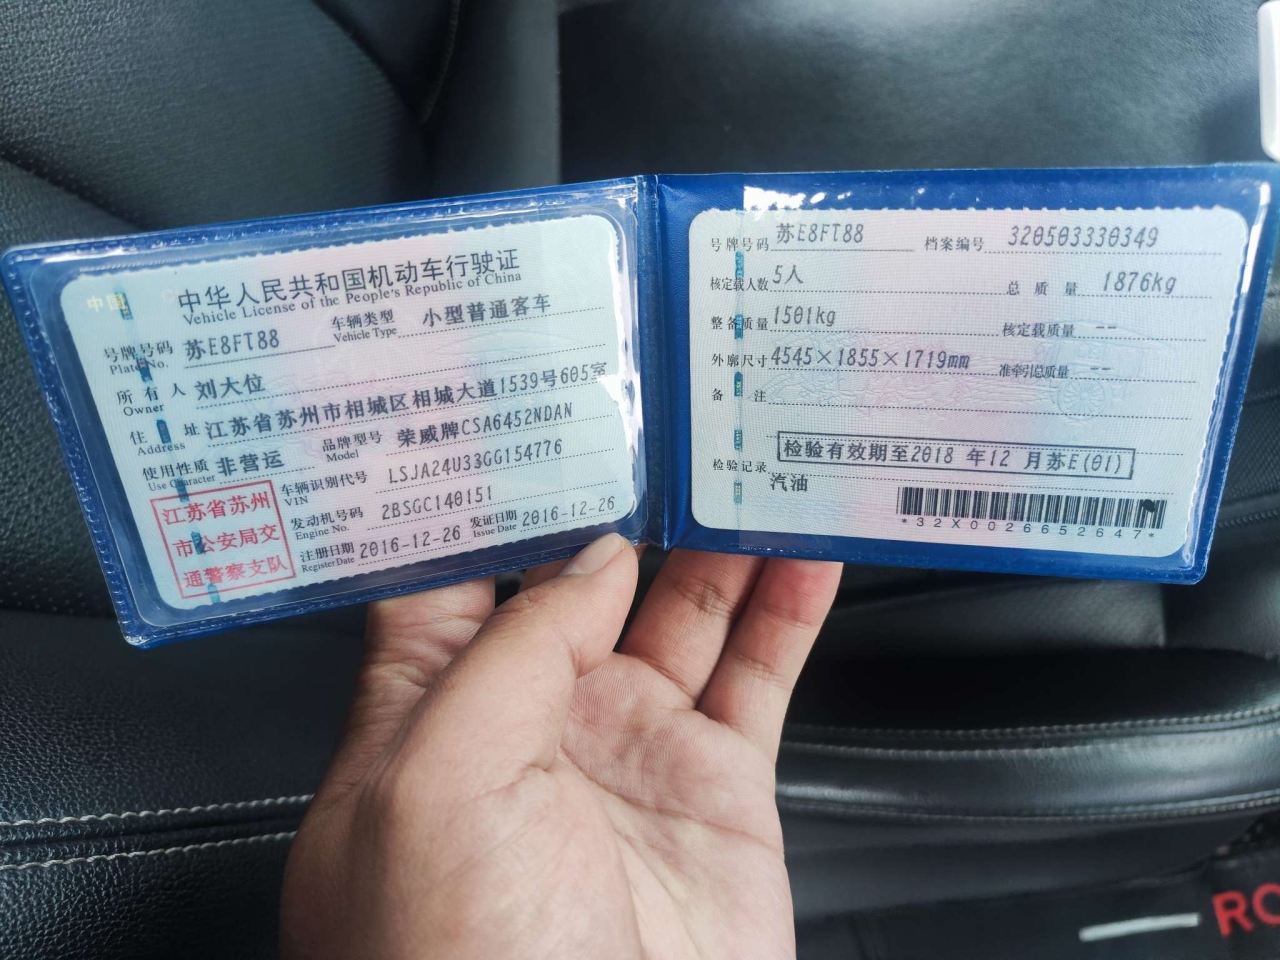 中国
中华人民共和国机动车行驶证
Vehicle License of the People's Republic of China
号牌号码 苏E8FT88 车辆类型 小型普通客车
Plate No. Vehicle Type
所有人 刘大位
Owner
住址 江苏省苏州市相城区相城大道1539号605室
Address
使用性质 非营运 品牌型号 荣威牌CSA6452NDAN
Use Character Model
车辆识别代号 LSJA24U33GG154776
VIN
发动机号码 2BSGC140151
Engine No.
注册日期 2016-12-26 发证日期 2016-12-26
Register Date Issue Date
江苏省苏州
市公安局交
通警察支队
号牌号码 苏E8FT88 档案编号 320503330349
核定载人数 5人 总质量 1876kg
整备质量 1501kg 核定载质量 --
外廓尺寸 4545×1855×1719mm 准牵引总质量 --
备注
检验有效期至2018 年12 月苏E(01)
检验记录
汽油
*32X0026652647*
RO